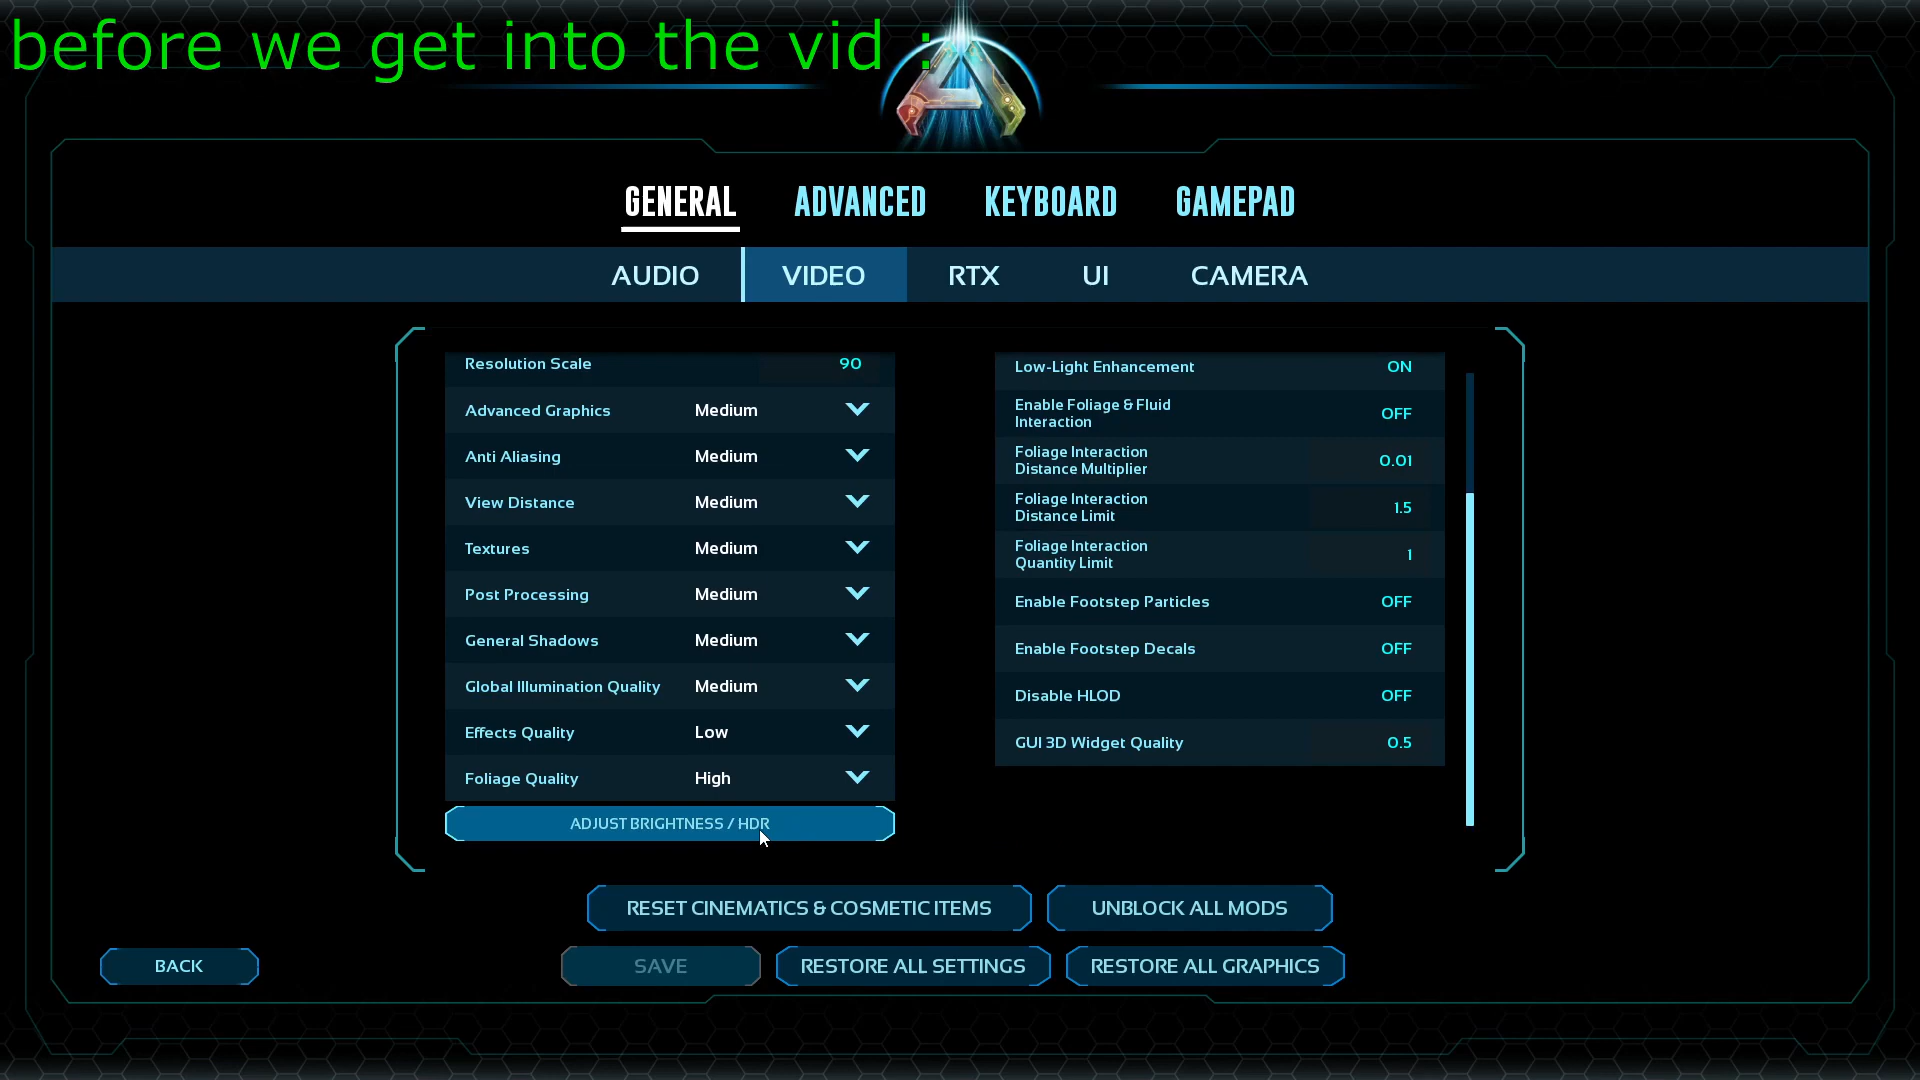 before we get into the vid :
GENERAL
ADVANCED
KEYBOARD
GAMEPAD
AUDIO
VIDEO
RTX
UI
CAMERA
Resolution Scale 90
Advanced Graphics Medium
Anti Aliasing Medium
View Distance Medium
Textures Medium
Post Processing Medium
General Shadows Medium
Global Illumination Quality Medium
Effects Quality Low
Foliage Quality High
ADJUST BRIGHTNESS / HDR
Low-Light Enhancement ON
Enable Foliage & Fluid
Interaction OFF
Foliage Interaction
Distance Multiplier 0.01
Foliage Interaction
Distance Limit 1.5
Foliage Interaction
Quantity Limit 1
Enable Footstep Particles OFF
Enable Footstep Decals OFF
Disable HLOD OFF
GUI 3D Widget Quality 0.5
RESET CINEMATICS & COSMETIC ITEMS
UNBLOCK ALL MODS
BACK
SAVE
RESTORE ALL SETTINGS
RESTORE ALL GRAPHICS